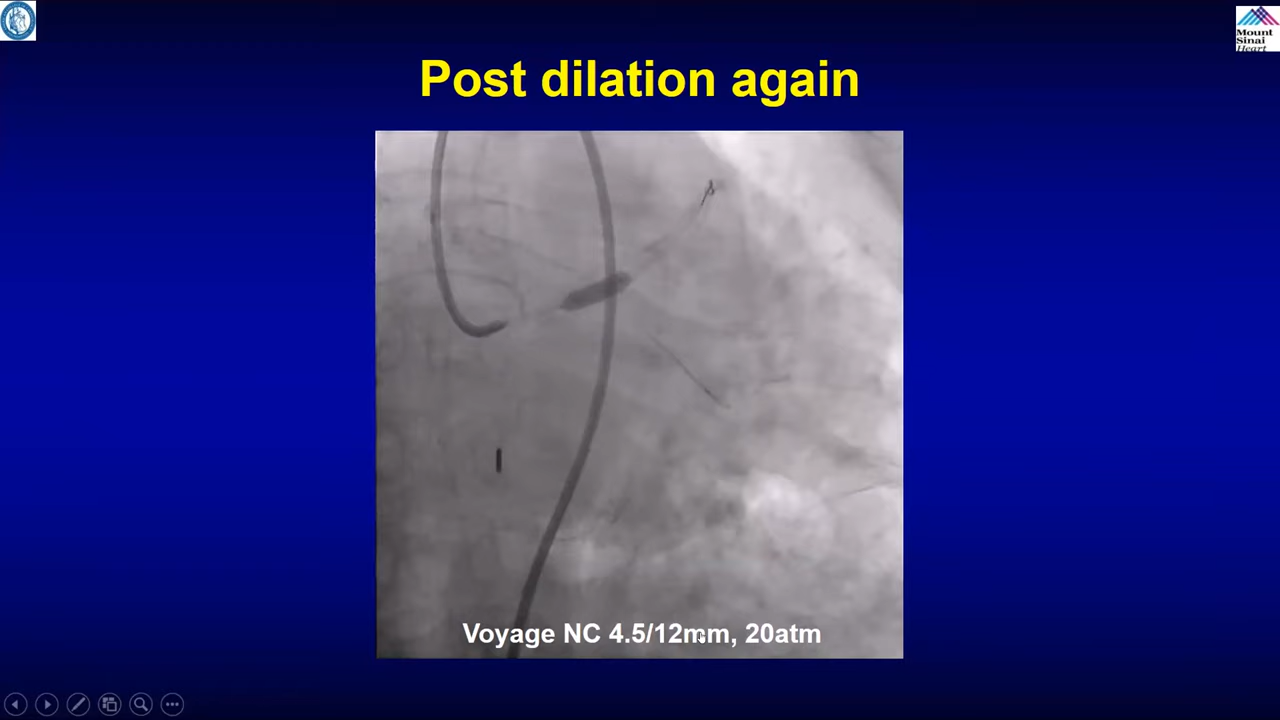 Mount
Sinai
Heart
Post dilation again
Voyage NC 4.5/12mm, 20atm